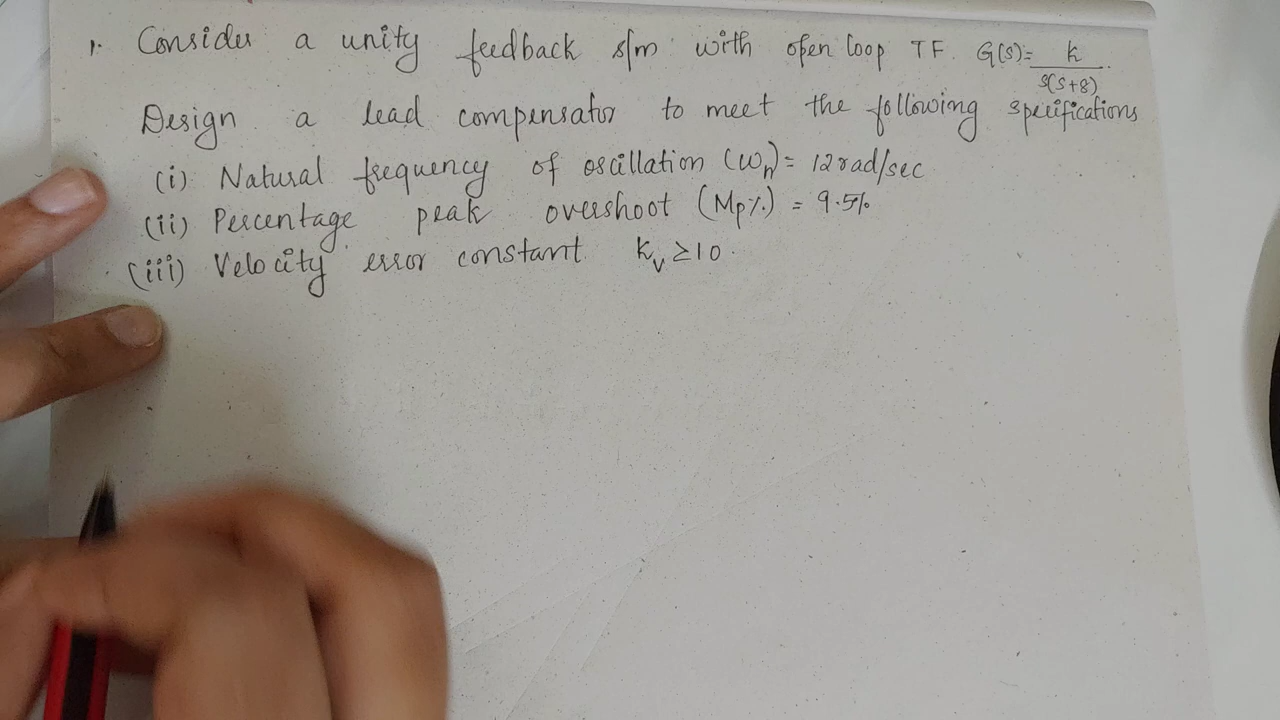 1. Consider a unity feedback s/m with open loop TF. G(s)= k / s(s+8).
Design a lead compensator to meet the following specifications
(i) Natural frequency of oscillation (ωn) = 12 rad/sec
(ii) Percentage peak overshoot (Mp%) = 9.5%
(iii) Velocity error constant kv ≥ 10.